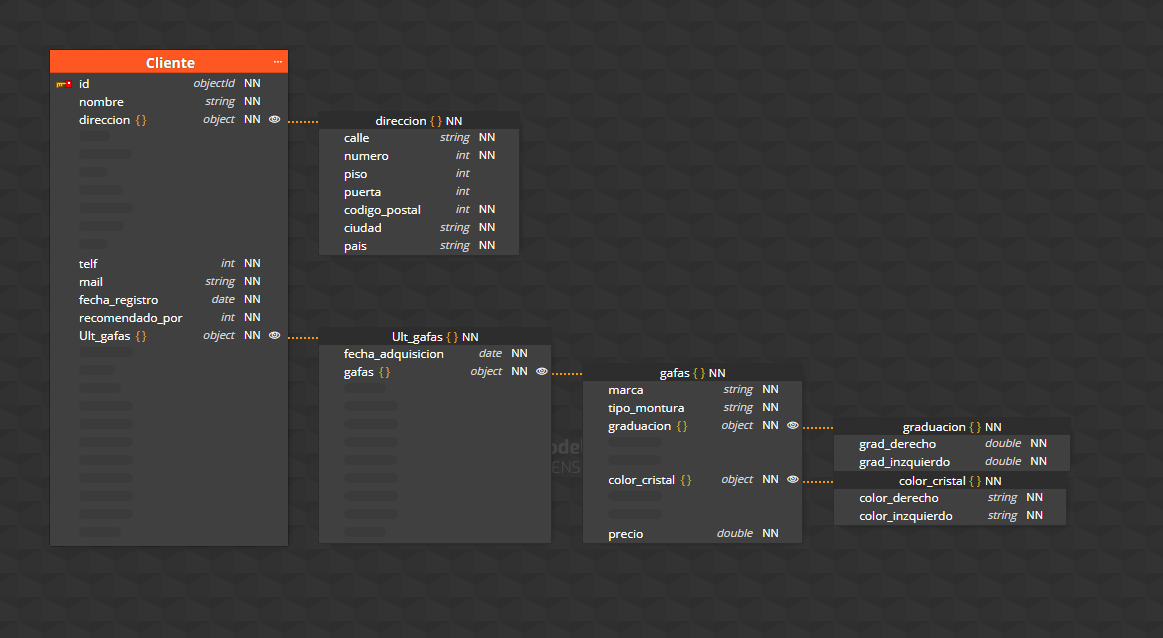 Cliente ...
id objectId NN
nombre string NN
direccion {} object NN
telf int NN
mail string NN
fecha_registro date NN
recomendado_por int NN
Ult_gafas {} object NN
direccion {} NN
calle string NN
numero int NN
piso int
puerta int
codigo_postal int NN
ciudad string NN
pais string NN
Ult_gafas {} NN
fecha_adquisicion date NN
gafas {} object NN
gafas {} NN
marca string NN
tipo_montura string NN
graduacion {} object NN
color_cristal {} object NN
precio double NN
graduacion {} NN
grad_derecho double NN
grad_inzquierdo double NN
color_cristal {} NN
color_derecho string NN
color_inzquierdo string NN